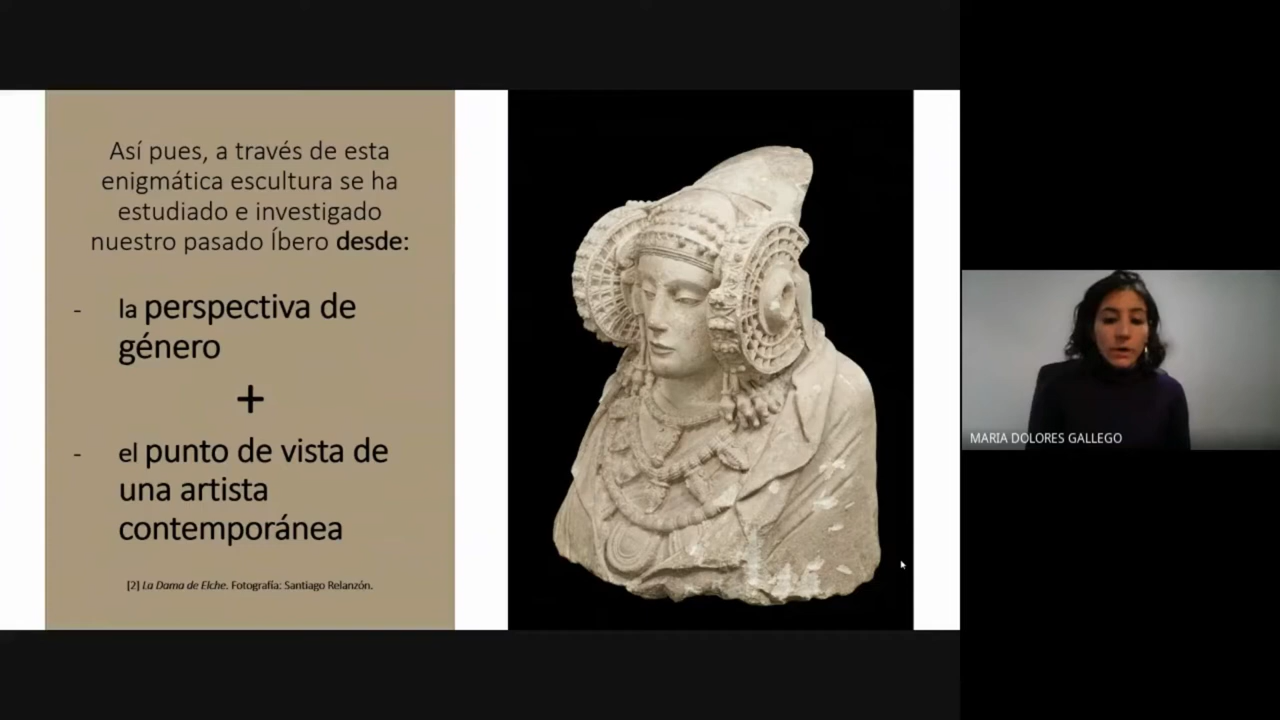 Así pues, a través de esta
enigmática escultura se ha
estudiado e investigado
nuestro pasado Íbero desde:
- la perspectiva de
género
+
- el punto de vista de
una artista
contemporánea
[2] La Dama de Elche. Fotografía: Santiago Relanzón.
MARIA DOLORES GALLEGO